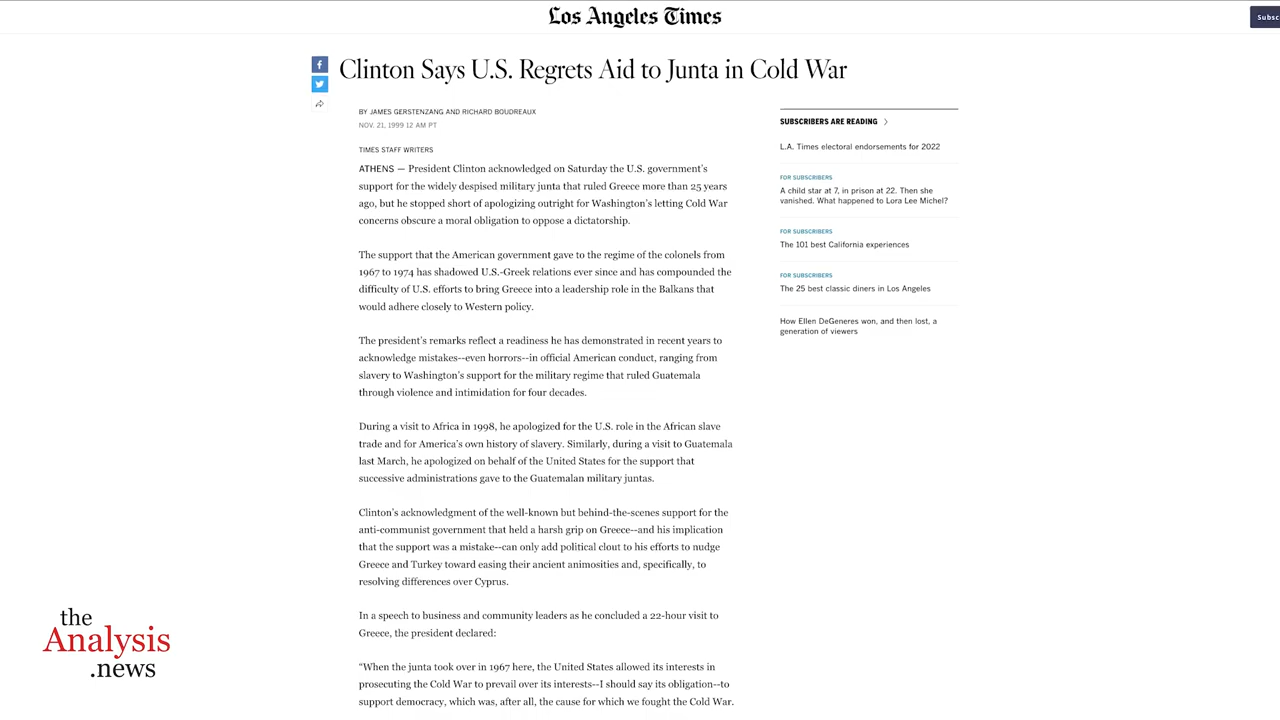 Los Angeles Times
Subsc
Clinton Says U.S. Regrets Aid to Junta in Cold War
BY JAMES GERSTENZANG AND RICHARD BOUDREAUX
NOV. 21, 1999 12 AM PT
TIMES STAFF WRITERS
ATHENS — President Clinton acknowledged on Saturday the U.S. government's
support for the widely despised military junta that ruled Greece more than 25 years
ago, but he stopped short of apologizing outright for Washington's letting Cold War
concerns obscure a moral obligation to oppose a dictatorship.
The support that the American government gave to the regime of the colonels from
1967 to 1974 has shadowed U.S.-Greek relations ever since and has compounded the
difficulty of U.S. efforts to bring Greece into a leadership role in the Balkans that
would adhere closely to Western policy.
The president's remarks reflect a readiness he has demonstrated in recent years to
acknowledge mistakes--even horrors--in official American conduct, ranging from
slavery to Washington's support for the military regime that ruled Guatemala
through violence and intimidation for four decades.
During a visit to Africa in 1998, he apologized for the U.S. role in the African slave
trade and for America's own history of slavery. Similarly, during a visit to Guatemala
last March, he apologized on behalf of the United States for the support that
successive administrations gave to the Guatemalan military juntas.
Clinton's acknowledgment of the well-known but behind-the-scenes support for the
anti-communist government that held a harsh grip on Greece--and his implication
that the support was a mistake--can only add political clout to his efforts to nudge
Greece and Turkey toward easing their ancient animosities and, specifically, to
resolving differences over Cyprus.
In a speech to business and community leaders as he concluded a 22-hour visit to
Greece, the president declared:
“When the junta took over in 1967 here, the United States allowed its interests in
prosecuting the Cold War to prevail over its interests--I should say its obligation--to
support democracy, which was, after all, the cause for which we fought the Cold War.
SUBSCRIBERS ARE READING
L.A. Times electoral endorsements for 2022
FOR SUBSCRIBERS
A child star at 7, in prison at 22. Then she
vanished. What happened to Lora Lee Michel?
FOR SUBSCRIBERS
The 101 best California experiences
FOR SUBSCRIBERS
The 25 best classic diners in Los Angeles
How Ellen DeGeneres won, and then lost, a
generation of viewers
the
Analysis
.news